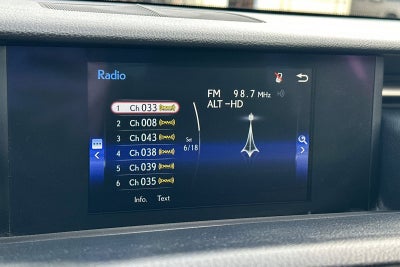 Radio
FM 98.7 MHz
ALT -HD
1 Ch 033
2 Ch 008
3 Ch 043
4 Ch 038
5 Ch 039
6 Ch 035
Set
6/18
Info. Text